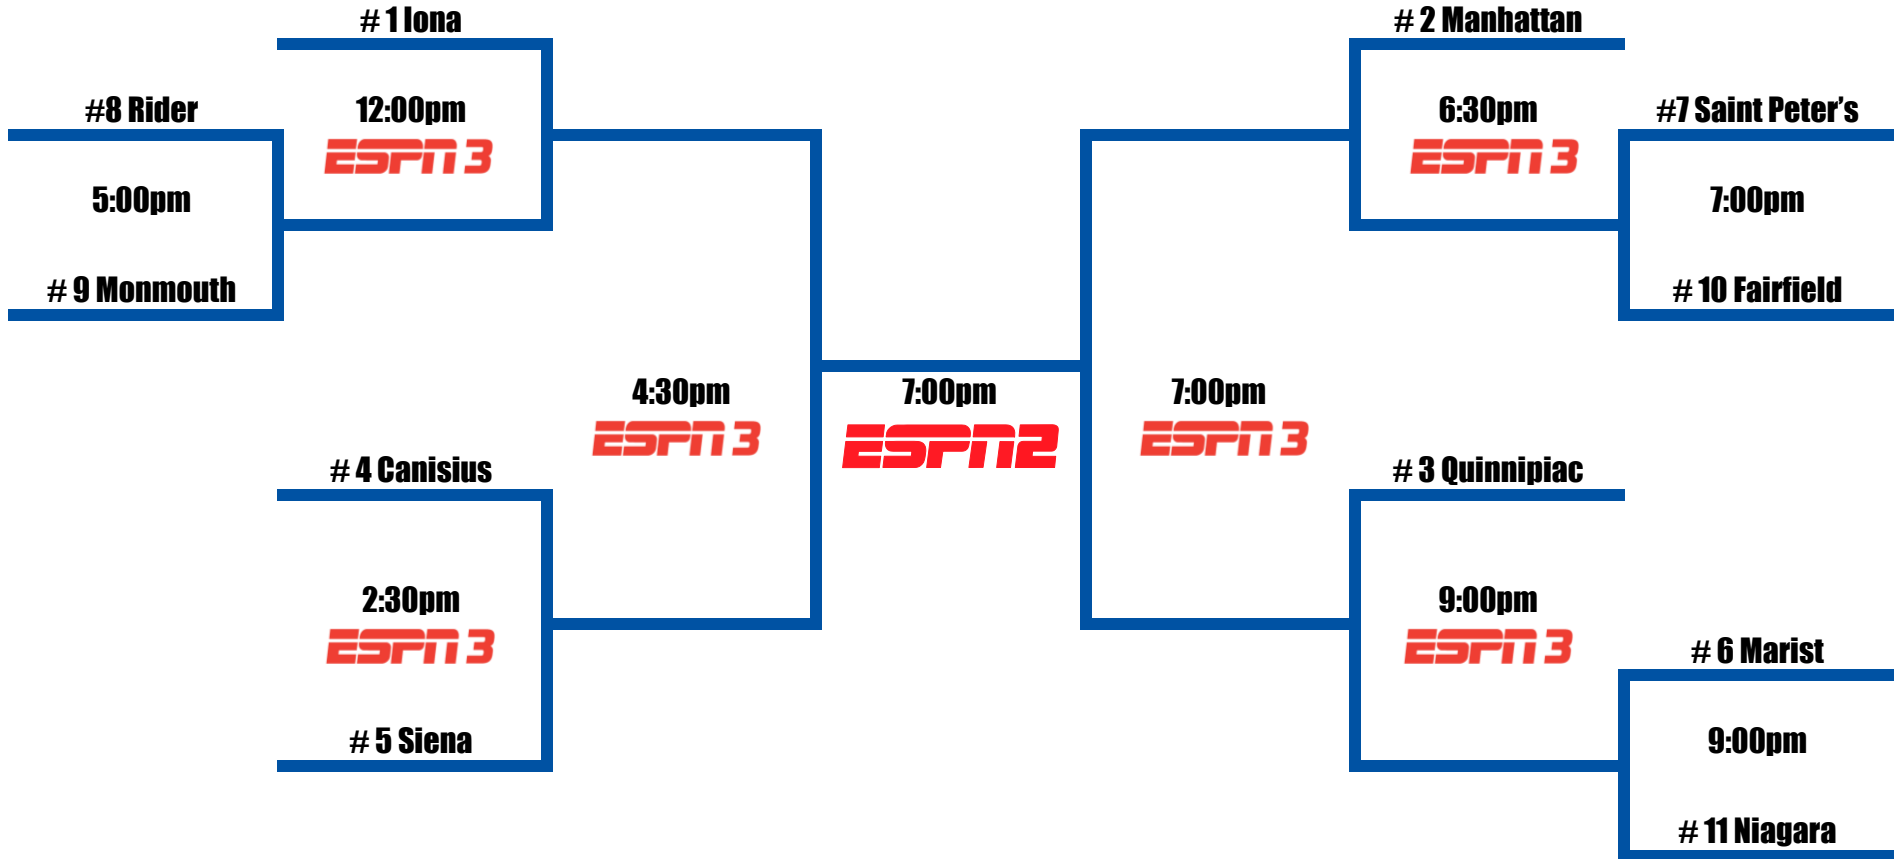 # 1 Iona
# 2 Manhattan
#8 Rider
12:00pm
6:30pm
#7 Saint Peter's
ESPN 3
ESPN 3
5:00pm
7:00pm
# 9 Monmouth
# 10 Fairfield
4:30pm
7:00pm
7:00pm
ESPN 3
ESPN2
ESPN 3
# 4 Canisius
# 3 Quinnipiac
2:30pm
9:00pm
ESPN 3
ESPN 3
# 6 Marist
# 5 Siena
9:00pm
# 11 Niagara